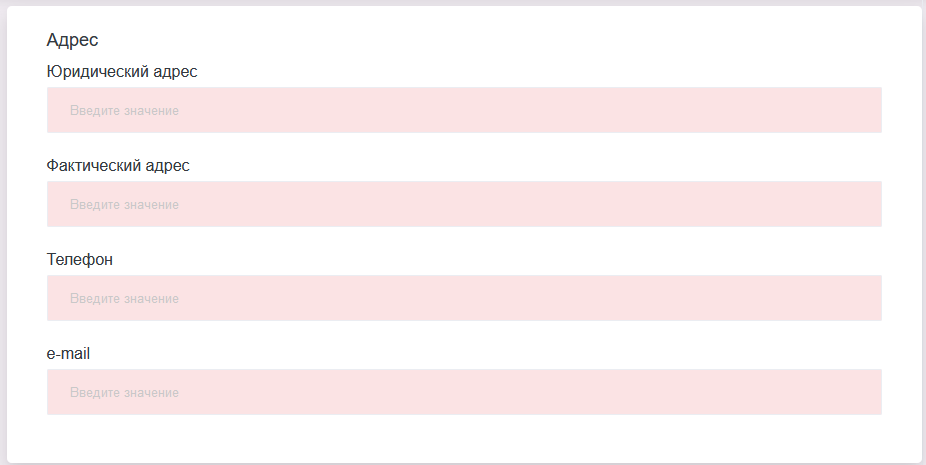 Адрес
Юридический адрес
Введите значение
Фактический адрес
Введите значение
Телефон
Введите значение
e-mail
Введите значение